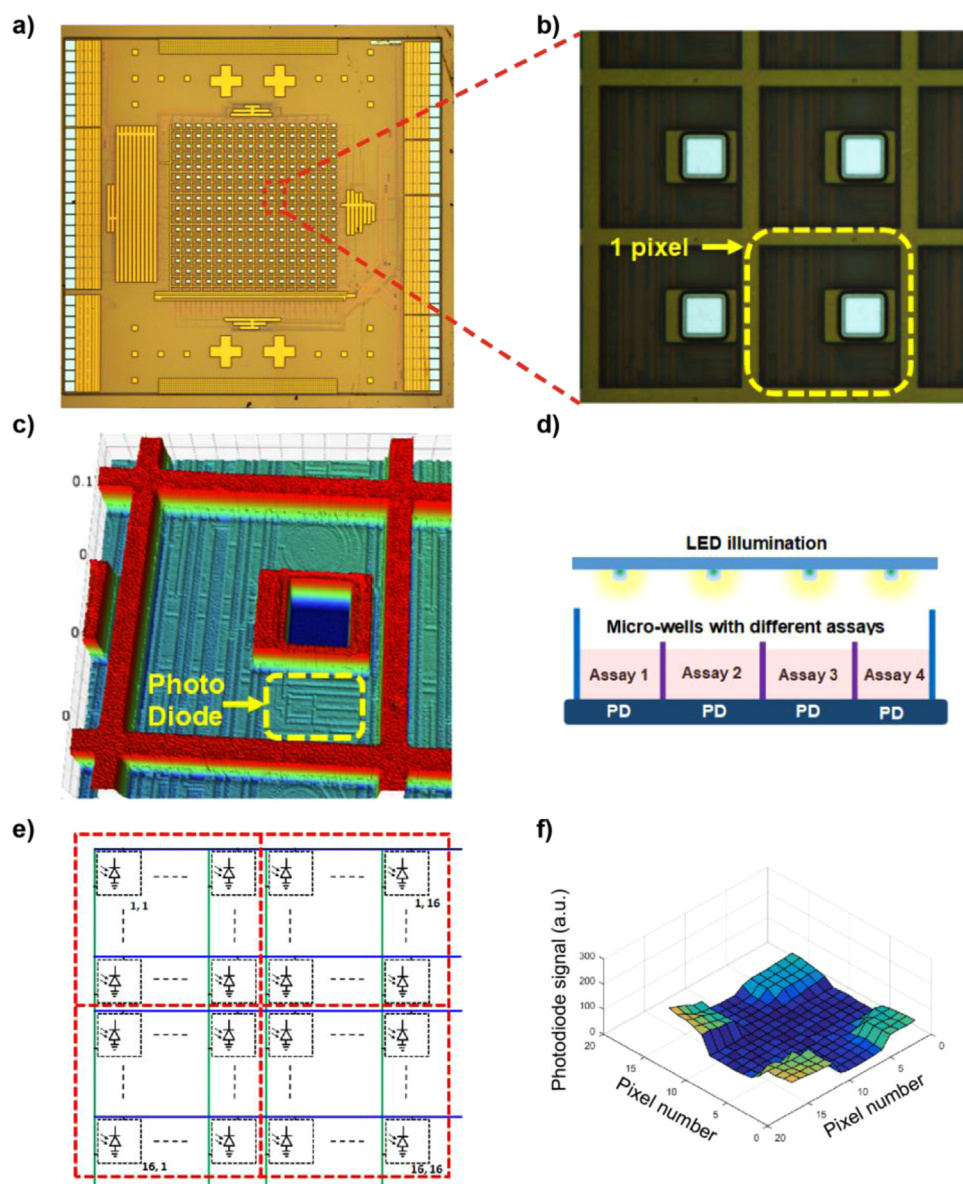 a)
b)
1 pixel
c)
0.1
0
0
Photo
Diode
d)
LED illumination
Micro-wells with different assays
Assay 1 Assay 2 Assay 3 Assay 4
PD PD PD PD
e)
1, 1
1, 16
16, 1
16, 16
f)
Photodiode signal (a.u.)
300
200
100
0
20
15
10
5
0
Pixel number
20
15
10
5
0
Pixel number